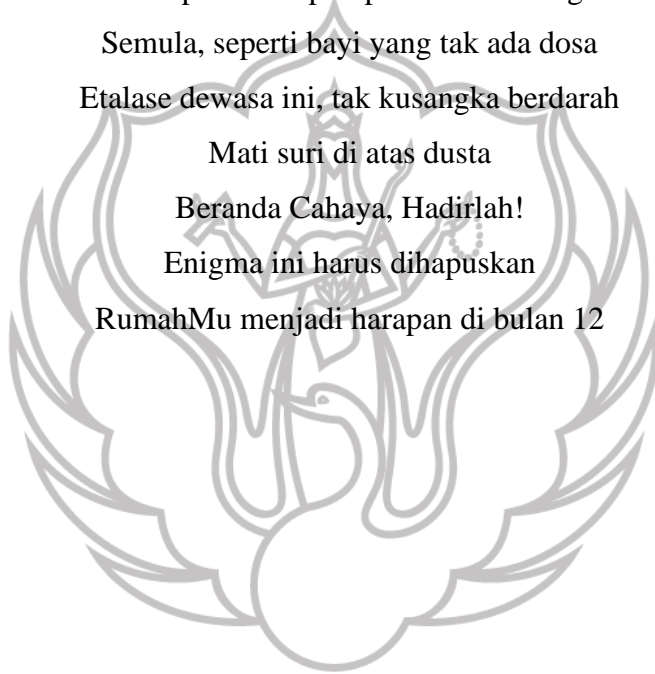 Semula, seperti bayi yang tak ada dosa
Etalase dewasa ini, tak kusangka berdarah
Mati suri di atas dusta
Beranda Cahaya, Hadirlah!
Enigma ini harus dihapuskan
RumahMu menjadi harapan di bulan 12